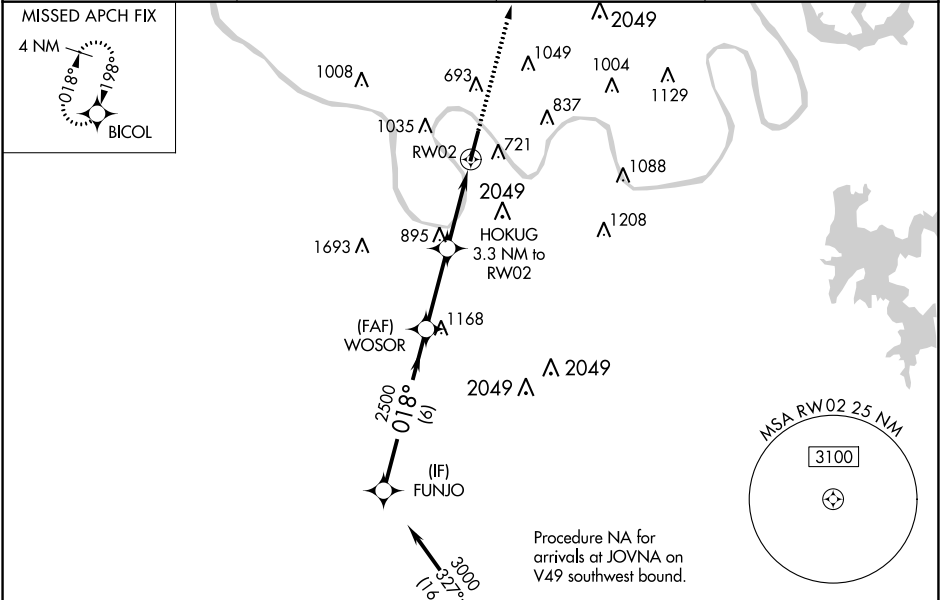 MISSED APCH FIX
4 NM
018°
198°
BICOL
2049
1049
1008
693
1004
1129
837
1035
RW02
721
1088
2049
1208
895
HOKUG
3.3 NM to
RW02
1693
1168
(FAF)
WOSOR
2049
2049
2500
018°
(6)
(IF)
FUNJO
MSA RW02 25 NM
3100
3000
327°
(16
Procedure NA for
arrivals at JOVNA on
V49 southwest bound.